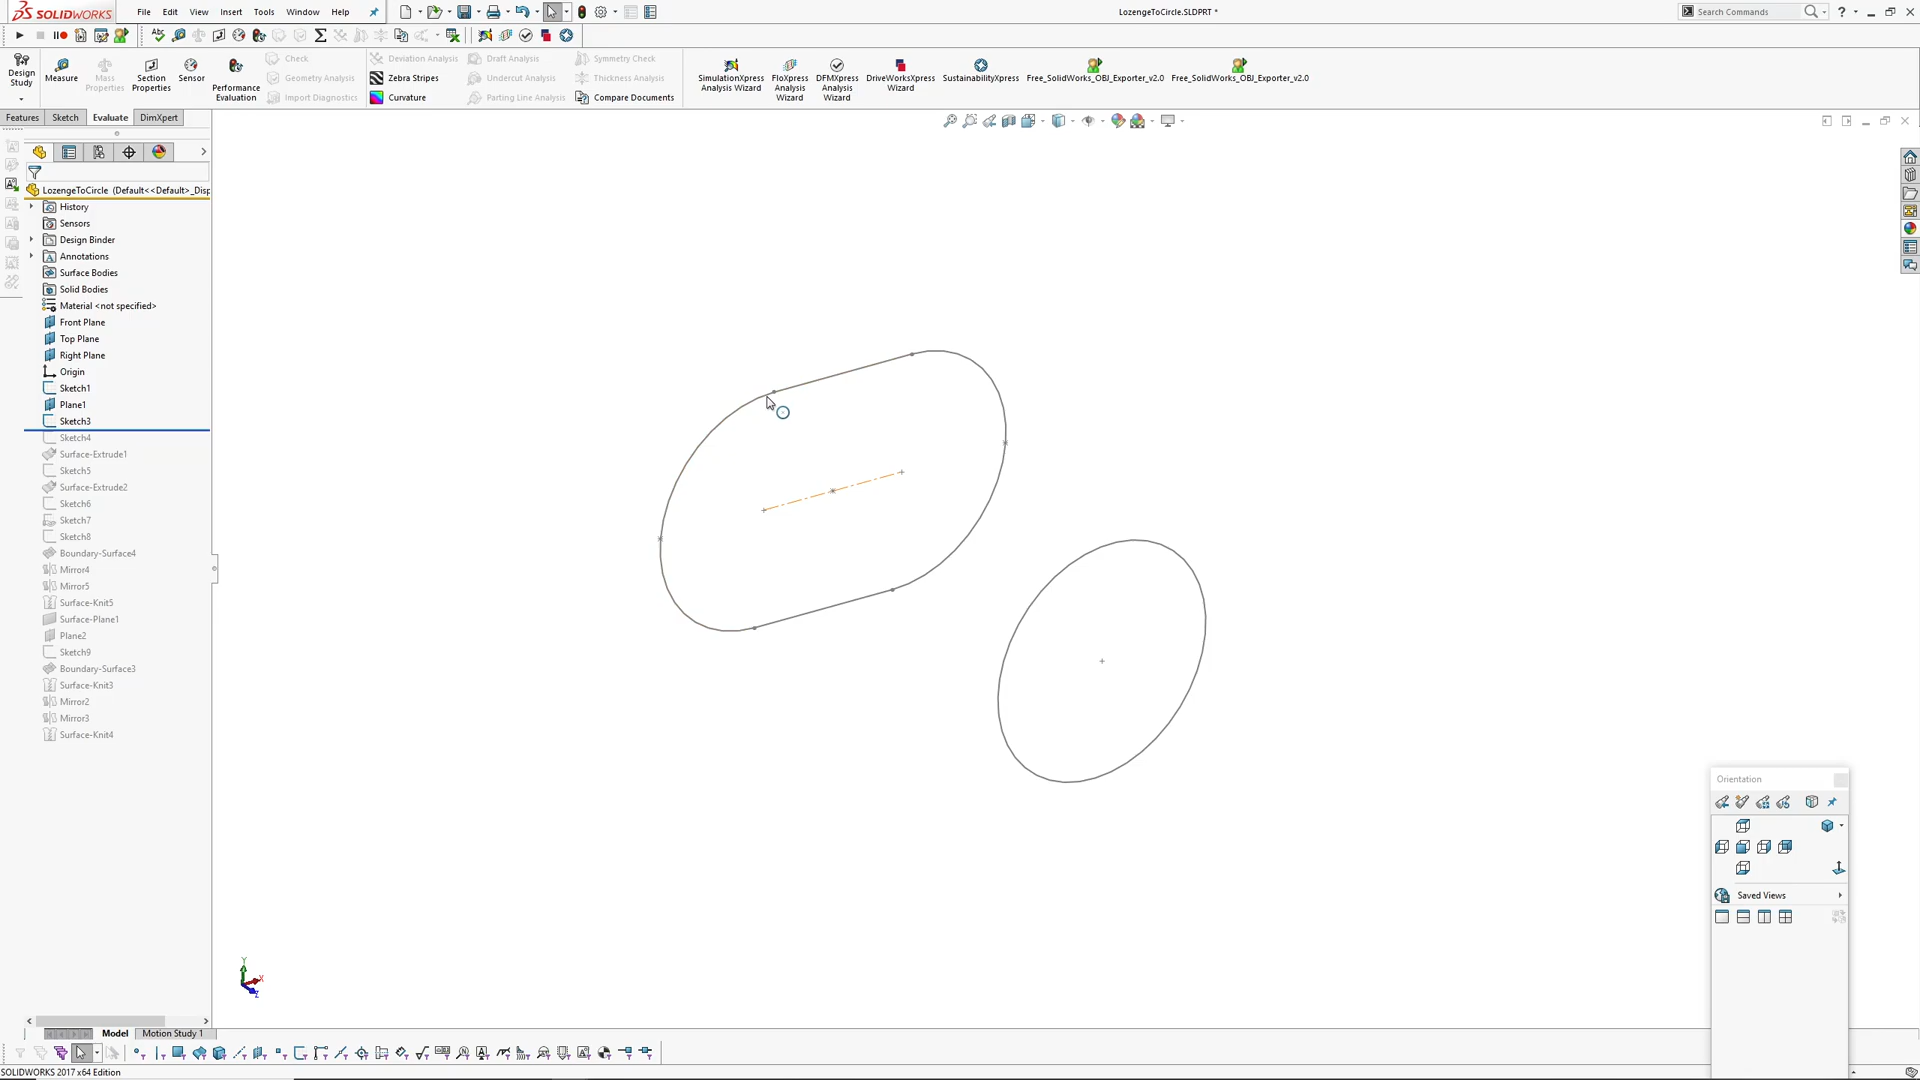 SOLIDWORKS
File Edit View Insert Tools Window Help
LozengeToCircle.SLDPRT *
Search Commands
Design Study
Measure
Mass Properties
Section Properties
Sensor
Performance Evaluation
Check
Geometry Analysis
Import Diagnostics
Deviation Analysis
Zebra Stripes
Curvature
Draft Analysis
Undercut Analysis
Parting Line Analysis
Symmetry Check
Thickness Analysis
Compare Documents
SimulationXpress Analysis Wizard
FloXpress Analysis Wizard
DFMXpress Analysis Wizard
DriveWorksXpress Wizard
SustainabilityXpress
Free_SolidWorks_OBJ_Exporter_v2.0
Free_SolidWorks_OBJ_Exporter_v2.0
Features Sketch Evaluate DimXpert
LozengeToCircle (Default<<Default>_Disp
History
Sensors
Design Binder
Annotations
Surface Bodies
Solid Bodies
Material <not specified>
Front Plane
Top Plane
Right Plane
Origin
Sketch1
Plane1
Sketch3
Sketch4
Surface-Extrude1
Sketch5
Surface-Extrude2
Sketch6
Sketch7
Sketch8
Boundary-Surface4
Mirror4
Mirror5
Surface-Knit5
Surface-Plane1
Plane2
Sketch9
Boundary-Surface3
Surface-Knit3
Mirror2
Mirror3
Surface-Knit4
Orientation
Saved Views
Y
X
Z
Model Motion Study 1
SOLIDWORKS 2017 x64 Edition